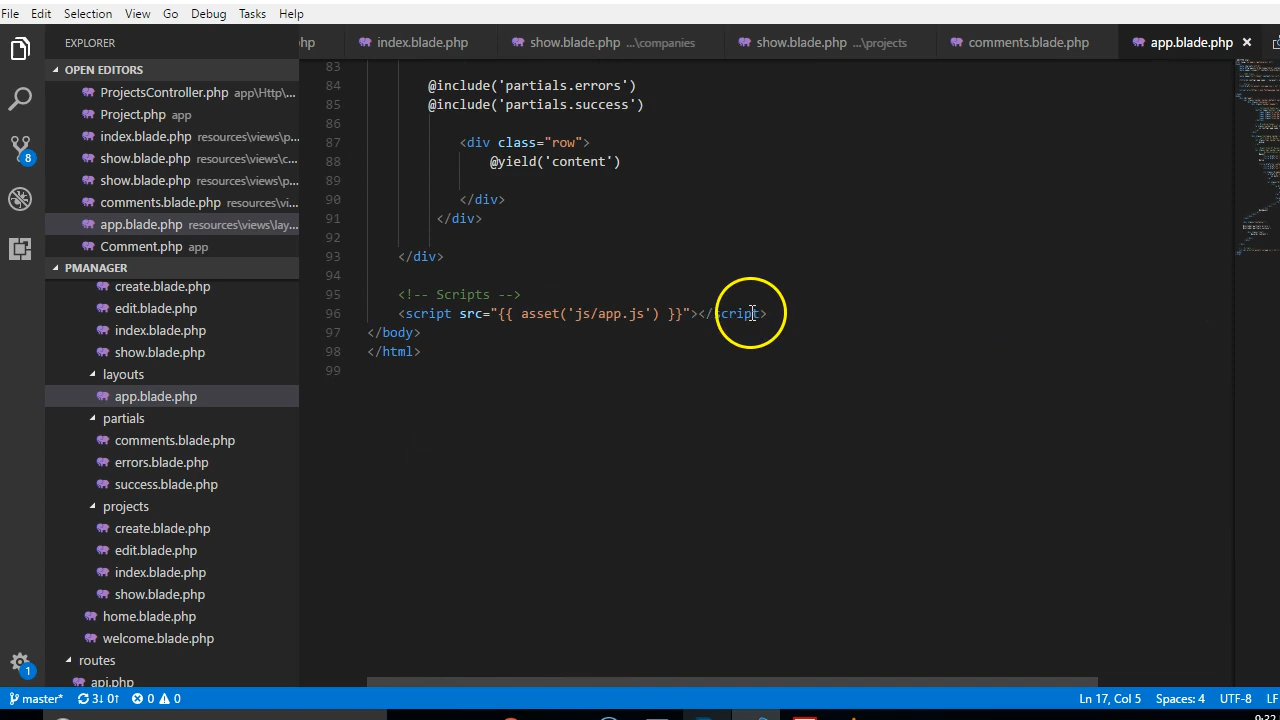 File Edit Selection View Go Debug Tasks Help
EXPLORER
hp index.blade.php show.blade.php ...\companies show.blade.php ...\projects comments.blade.php app.blade.php ×
OPEN EDITORS
ProjectsController.php app\Http\...
Project.php app
index.blade.php resources\views\p...
show.blade.php resources\views\c...
show.blade.php resources\views\p...
comments.blade.php resources\vi...
app.blade.php resources\views\lay...
Comment.php app
PMANAGER
create.blade.php
edit.blade.php
index.blade.php
show.blade.php
layouts
app.blade.php
partials
comments.blade.php
errors.blade.php
success.blade.php
projects
create.blade.php
edit.blade.php
index.blade.php
show.blade.php
home.blade.php
welcome.blade.php
routes
api.php
8
1
83
84 @include('partials.errors')
85 @include('partials.success')
86
87 <div class="row">
88 @yield('content')
89
90 </div>
91 </div>
92
93 </div>
94
95 <!-- Scripts -->
96 <script src="{{ asset('js/app.js') }}"></script>
97 </body>
98 </html>
99
master* 3↓ 0↑ 0 0 Ln 17, Col 5 Spaces: 4 UTF-8 LF